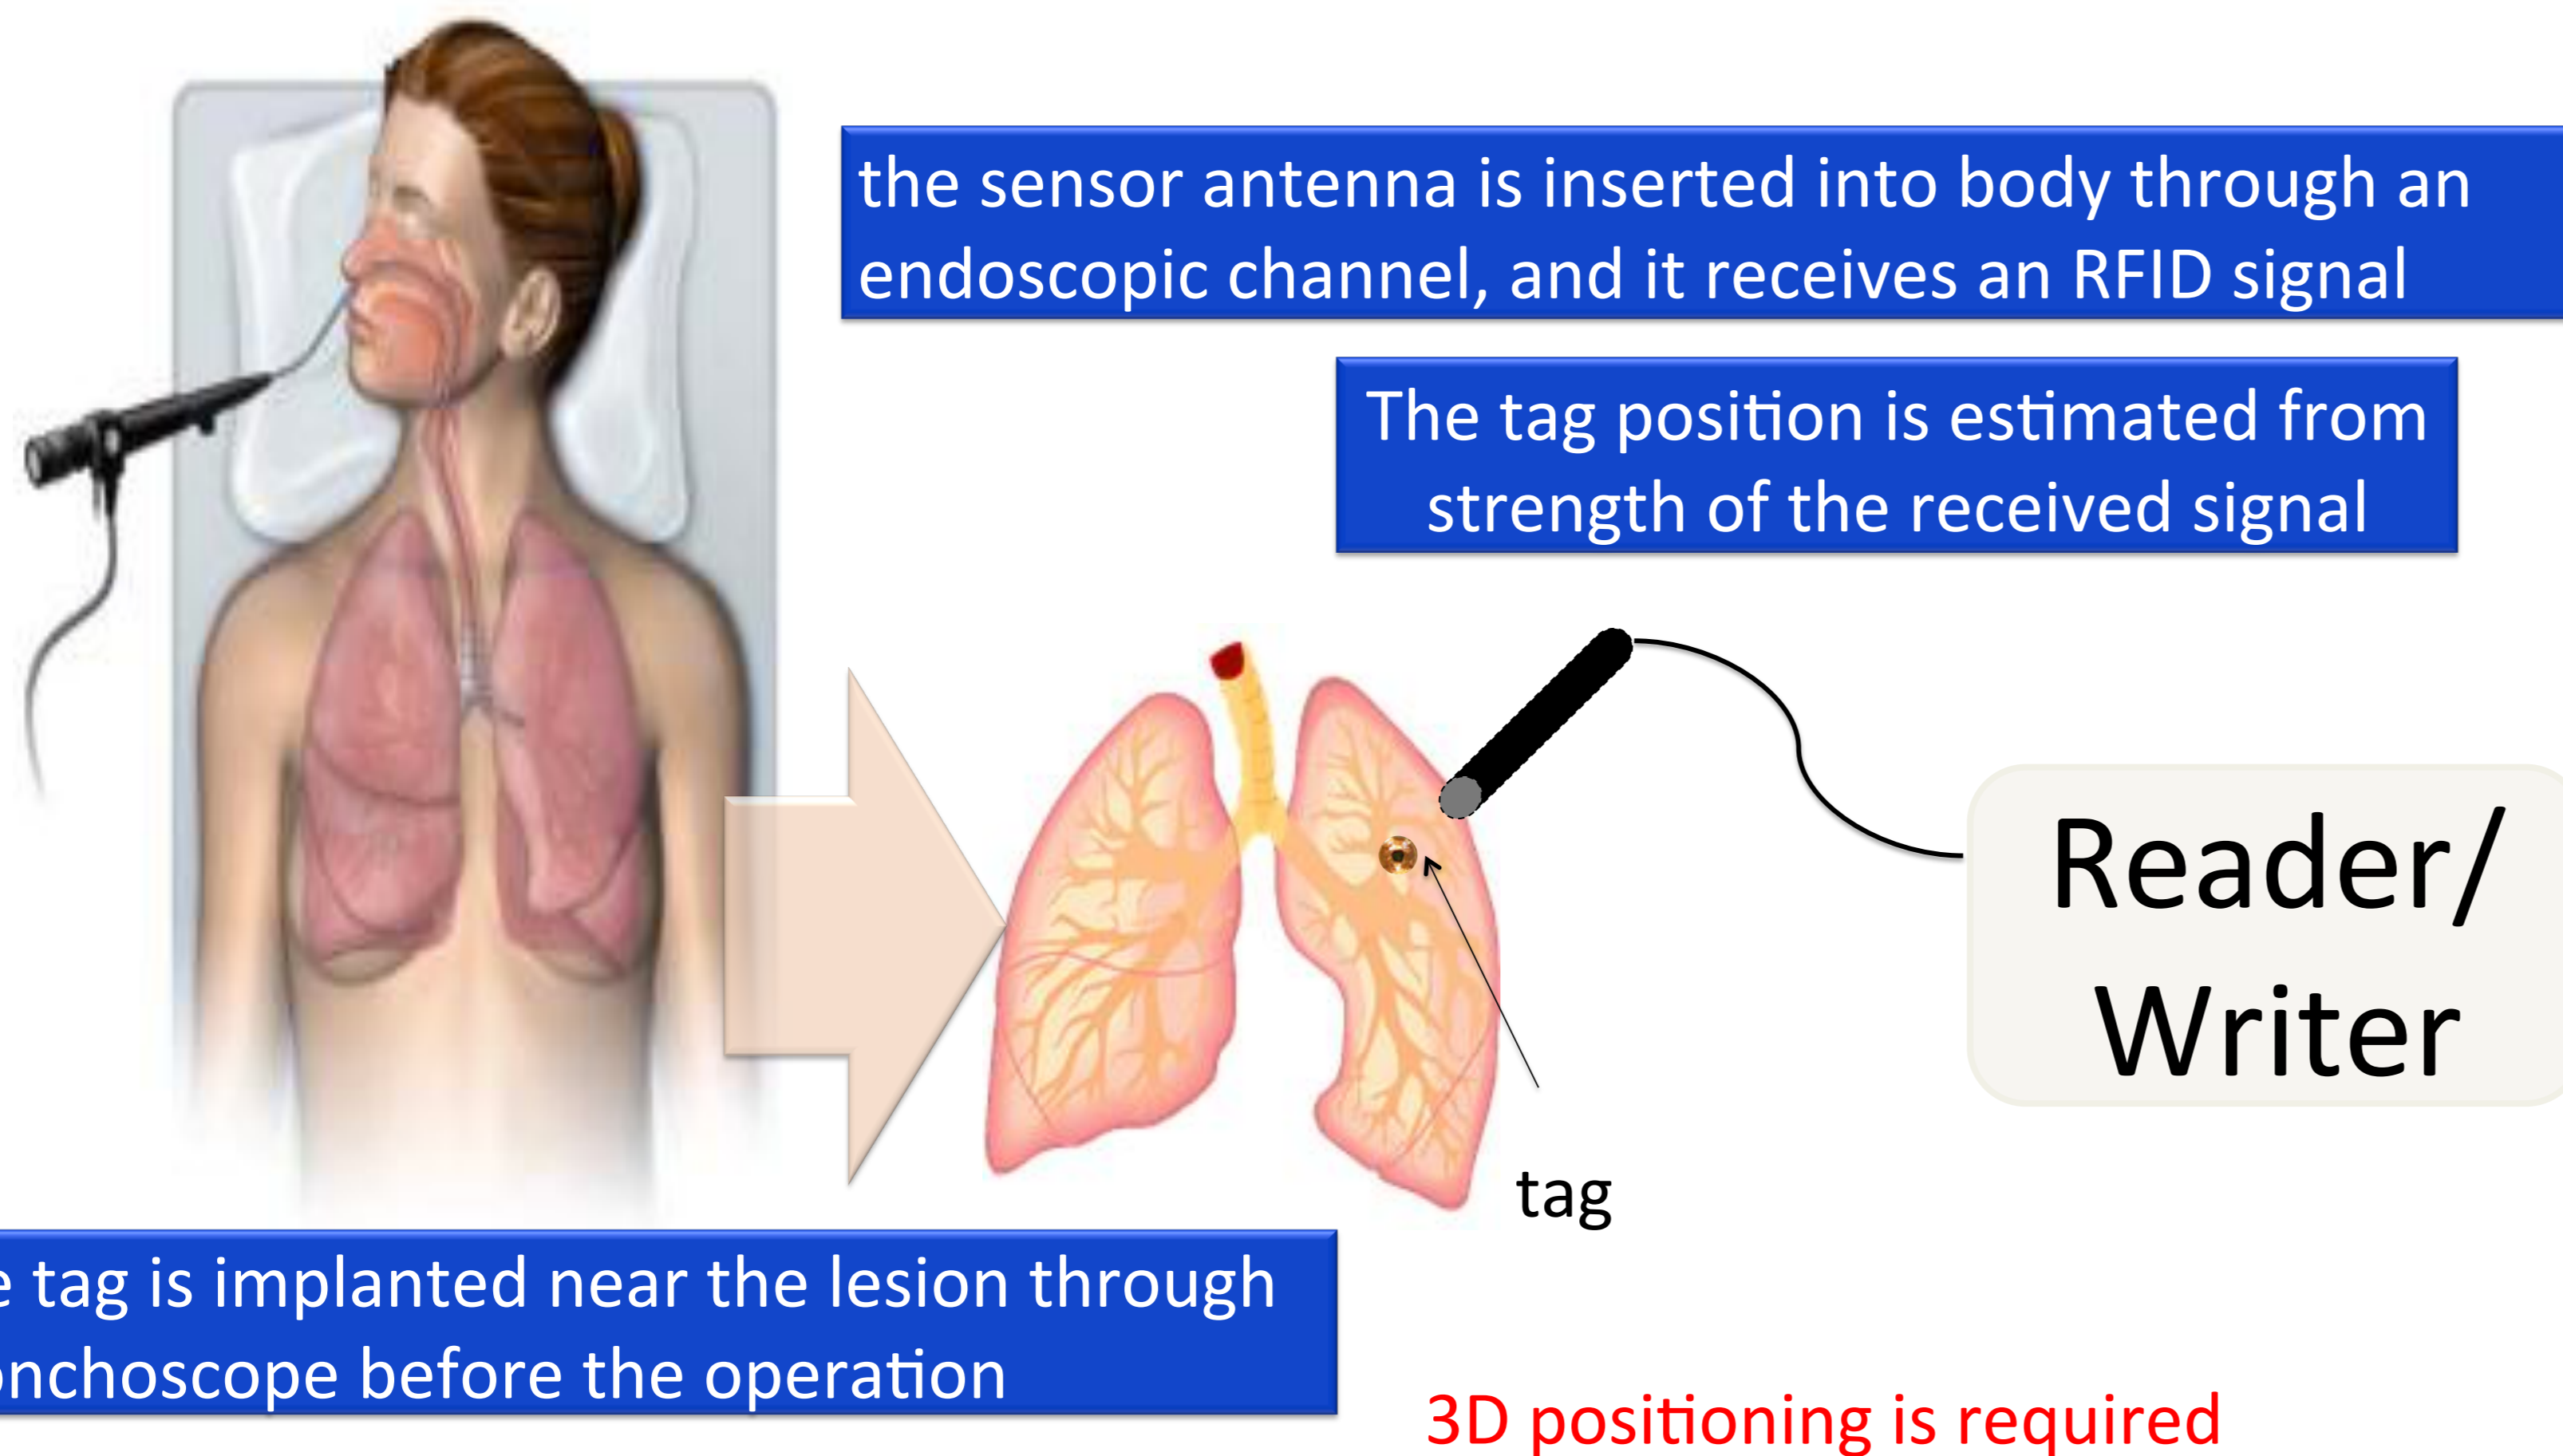 the sensor antenna is inserted into body through an
endoscopic channel, and it receives an RFID signal
The tag position is estimated from
strength of the received signal
Reader/
Writer
tag
e tag is implanted near the lesion through
onchoscope before the operation
3D positioning is required